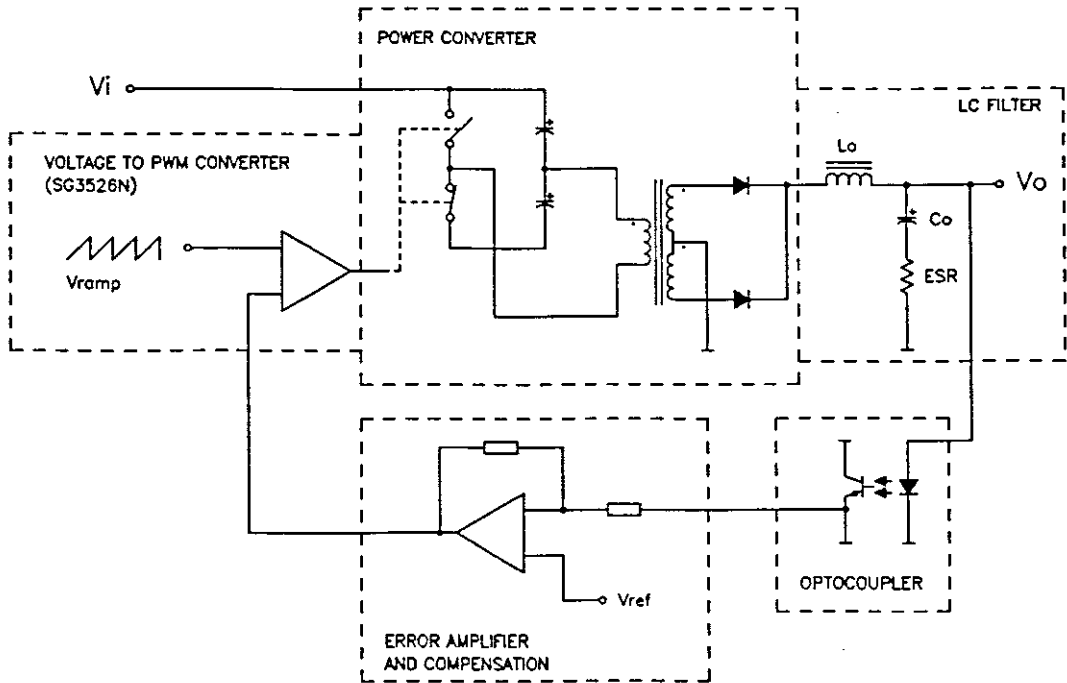 POWER CONVERTER
Vi
LC FILTER
VOLTAGE TO PWM CONVERTER
(SG3526N)
Lo
Vo
+
+
+
Co
Vramp
ESR
Vref
OPTOCOUPLER
ERROR AMPLIFIER
AND COMPENSATION